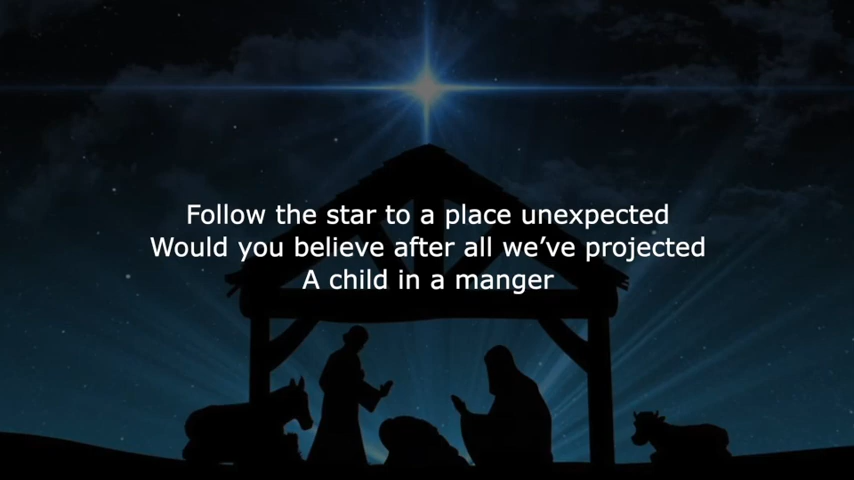 Follow the star to a place unexpected
Would you believe after all we’ve projected
A child in a manger